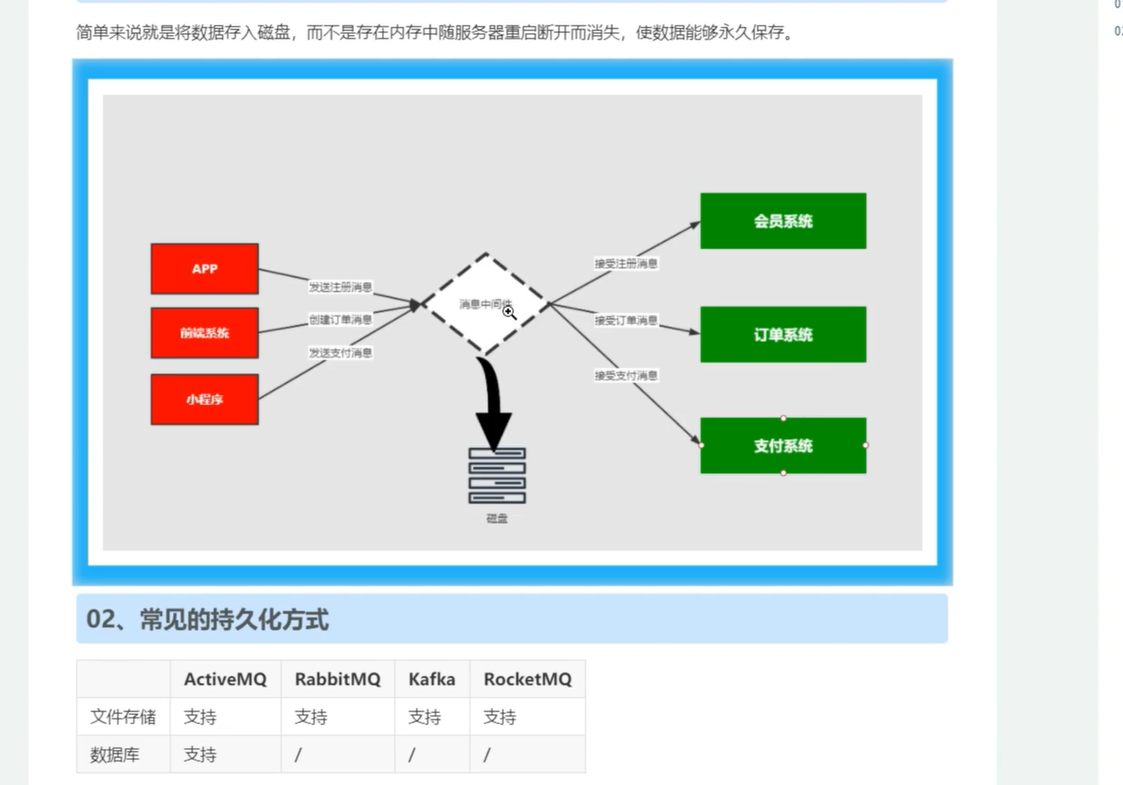 简单来说就是将数据存入磁盘，而不是存在内存中随服务器重启断开而消失，使数据能够永久保存。
会员系统
APP
接受注册消息
发送注册消息
消息中间件
前端系统
创建订单消息
接受订单消息
订单系统
发送支付消息
接受支付消息
小程序
支付系统
磁盘
02、常见的持久化方式
ActiveMQ RabbitMQ Kafka RocketMQ
文件存储 支持 支持 支持 支持
数据库 支持 / / /